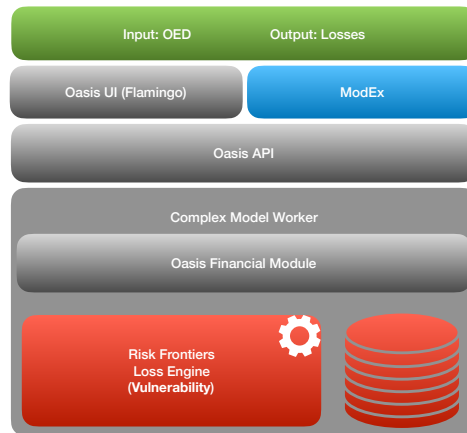 Input: OED Output: Losses
Oasis UI (Flamingo) ModEx
Oasis API
Complex Model Worker
Oasis Financial Module
Risk Frontiers
Loss Engine
(Vulnerability)